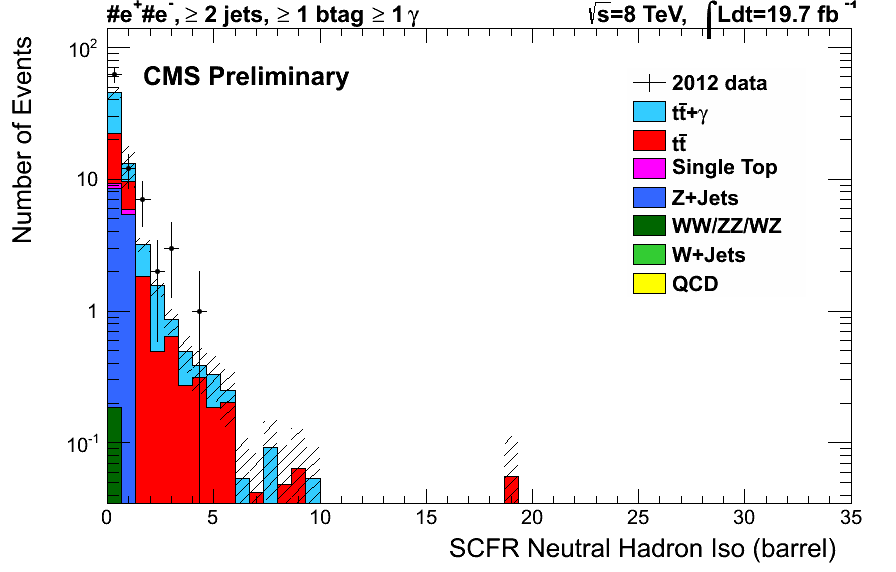 #e⁺#e⁻, ≥ 2 jets, ≥ 1 btag ≥ 1 γ
√s=8 TeV, ∫Ldt=19.7 fb⁻¹
CMS Preliminary
2012 data
tt̄+γ
tt̄
Single Top
Z+Jets
WW/ZZ/WZ
W+Jets
QCD
Number of Events
10²
10
1
10⁻¹
0 5 10 15 20 25 30 35
SCFR Neutral Hadron Iso (barrel)